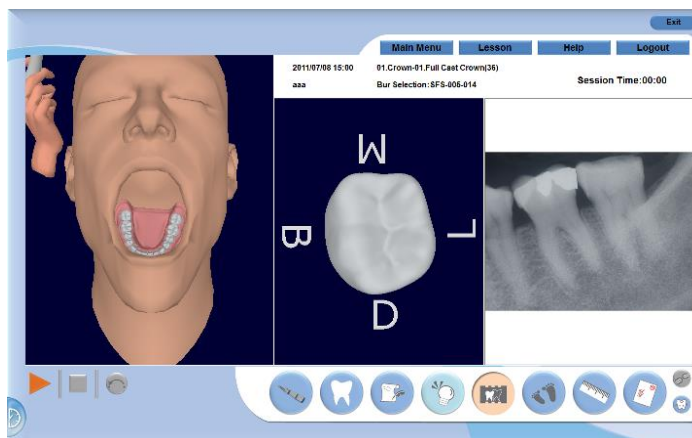 Exit
Main Menu Lesson Help Logout
2011/07/08 15:00 01.Crown-01.Full Cast Crown(36)
aaa Bur Selection:SFS-005-014 Session Time:00:00
M
B L
D